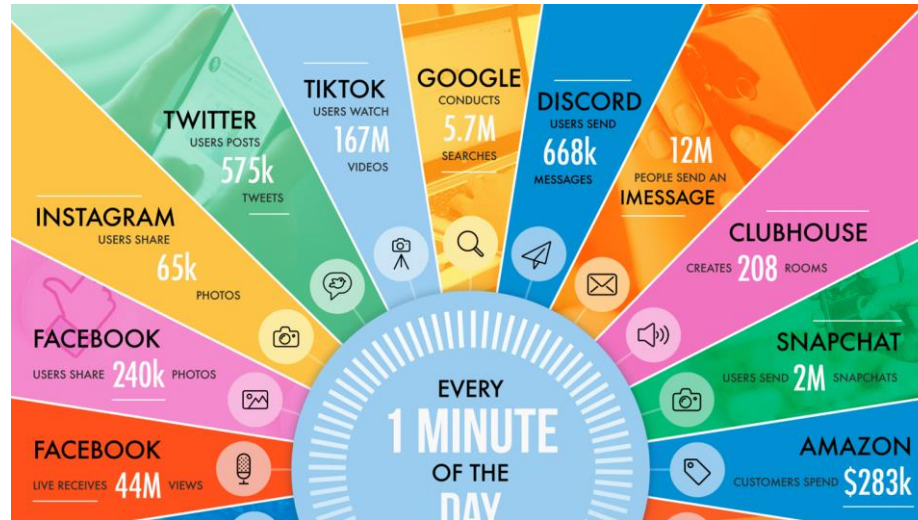 TWITTER
USERS POSTS
575k
TWEETS
TIKTOK
USERS WATCH
167M
VIDEOS
GOOGLE
CONDUCTS
5.7M
SEARCHES
DISCORD
USERS SEND
668k
MESSAGES
12M
PEOPLE SEND AN
IMESSAGE
INSTAGRAM
USERS SHARE
65k
PHOTOS
CLUBHOUSE
CREATES 208 ROOMS
FACEBOOK
USERS SHARE 240k PHOTOS
SNAPCHAT
USERS SEND 2M SNAPCHATS
FACEBOOK
LIVE RECEIVES 44M VIEWS
AMAZON
CUSTOMERS SPEND $283k
EVERY
1 MINUTE
OF THE
DAY